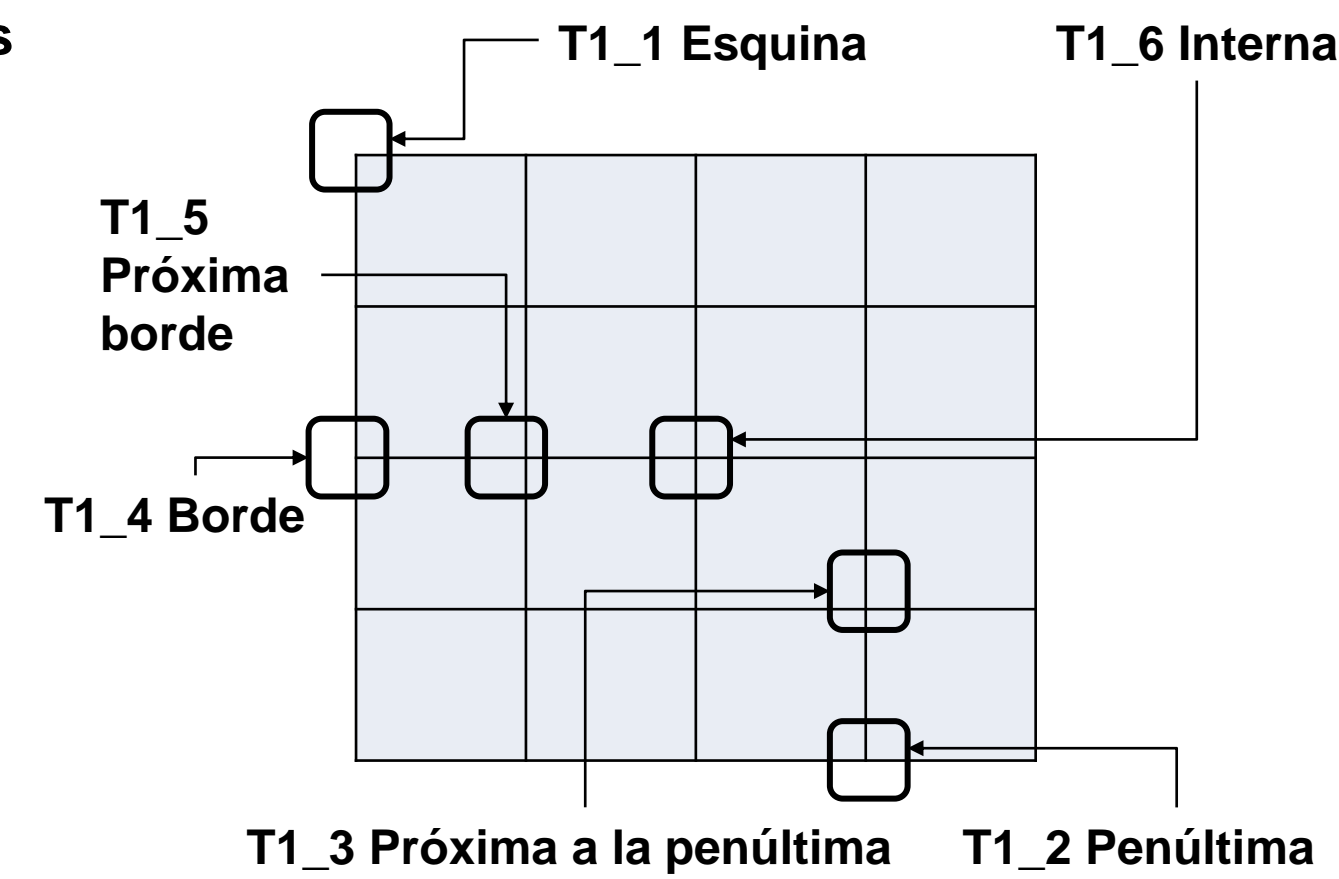 s
T1_1 Esquina
T1_6 Interna
T1_5
Próxima
borde
T1_4 Borde
T1_3 Próxima a la penúltima
T1_2 Penúltima